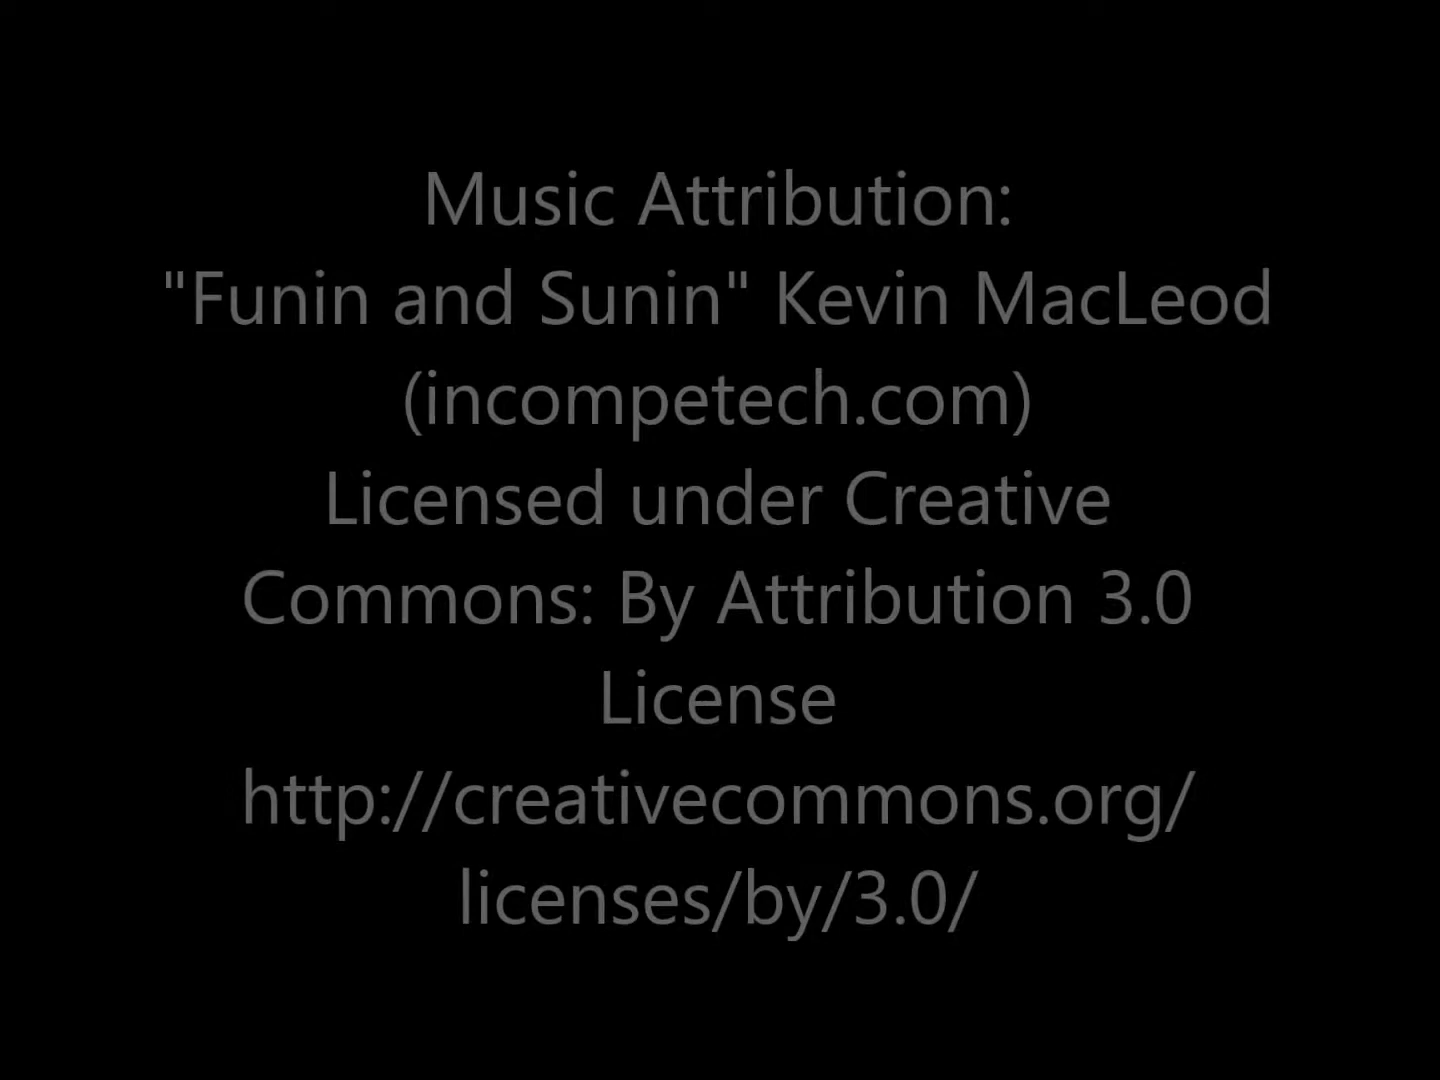 Music Attribution:
"Funin and Sunin" Kevin MacLeod
(incompetech.com)
Licensed under Creative
Commons: By Attribution 3.0
License
http://creativecommons.org/
licenses/by/3.0/